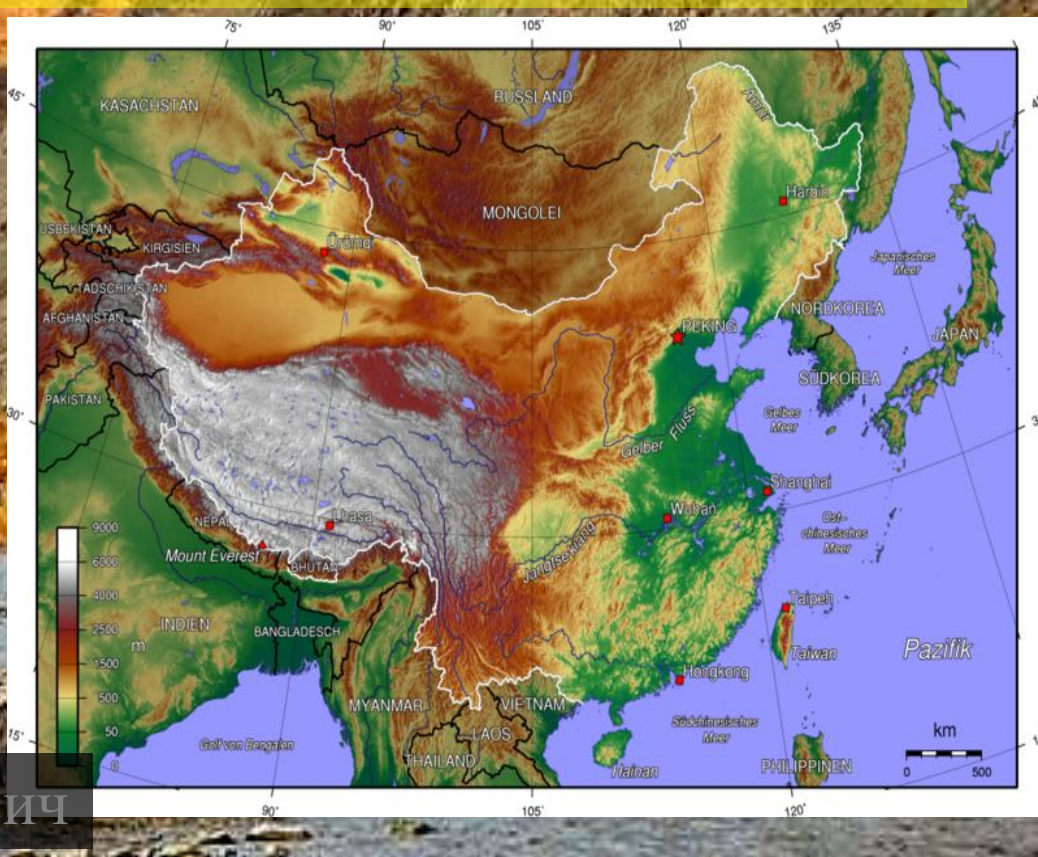 75°
90°
105°
120°
135°
45°
KASACHSTAN
RUSSLAND
Amur
Harbin
MONGOLEI
USBEKISTAN
KIRGISIEN
Ürümqi
Japanisches
Meer
TADSCHIKISTAN
AFGHANISTAN
NORDKOREA
PEKING
JAPAN
SÜDKOREA
PAKISTAN
30°
Gelbes
Meer
Gelber
Fluss
Shanghai
Lhasa
Wuhan
NEPAL
Ost-
chinesisches
Meer
Mount Everest
BHUTAN
Jangtsekiang
9000
6000
4000
2500
1500
500
50
0
m
INDIEN
BANGLADESCH
Taipeh
Taiwan
Pazifik
Hongkong
MYANMAR
VIETNAM
Südchinesisches
Meer
LAOS
15°
Golf von Bengalen
THAILAND
Hainan
PHILIPPINEN
km
0
500
90°
105°
120°
ич